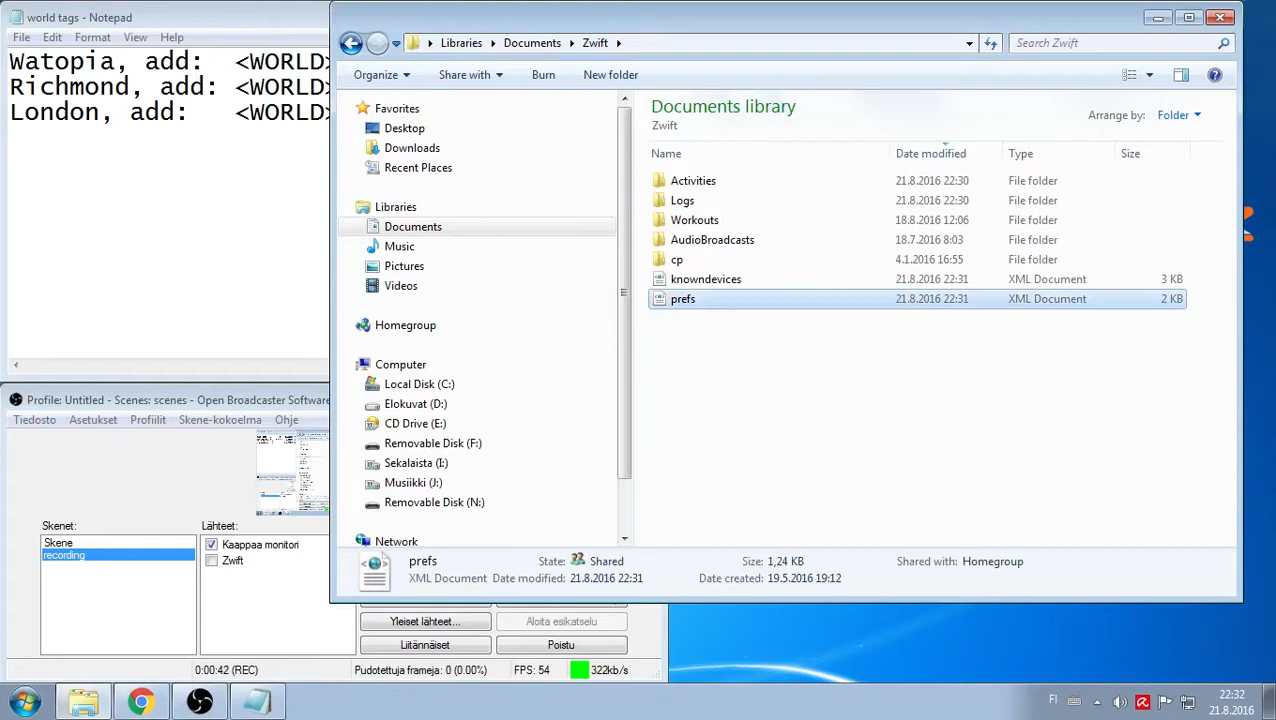 world tags - Notepad
File Edit Format View Help
Watopia, add: <WORLD>
Richmond, add: <WORLD>
London, add: <WORLD>
Libraries Documents Zwift
Search Zwift
Organize Share with Burn New folder
Favorites
Desktop
Downloads
Recent Places
Libraries
Documents
Music
Pictures
Videos
Homegroup
Computer
Local Disk (C:)
Elokuvat (D:)
CD Drive (E:)
Removable Disk (F:)
Sekalaista (I:)
Musiikki (J:)
Removable Disk (N:)
Network
Documents library
Zwift
Arrange by: Folder
Name Date modified Type Size
Activities 21.8.2016 22:30 File folder
Logs 21.8.2016 22:30 File folder
Workouts 18.8.2016 12:06 File folder
AudioBroadcasts 18.7.2016 8:03 File folder
cp 4.1.2016 16:55 File folder
knowndevices 21.8.2016 22:31 XML Document 3 KB
prefs 21.8.2016 22:31 XML Document 2 KB
prefs State: Shared Size: 1,24 KB Shared with: Homegroup
XML Document Date modified: 21.8.2016 22:31 Date created: 19.5.2016 19:12
Profile: Untitled - Scenes: scenes - Open Broadcaster Software
Tiedosto Asetukset Profiilit Skene-kokoelma Ohje
Skenet: Lähteet:
Skene
recording
Kaappaa monitori
Zwift
Yleiset lähteet... Aloita esikatselu
Liitännäiset Poistu
0:00:42 (REC) Pudotettuja frameja: 0 (0.00%) FPS: 54 322kb/s
FI
22:32
21.8.2016